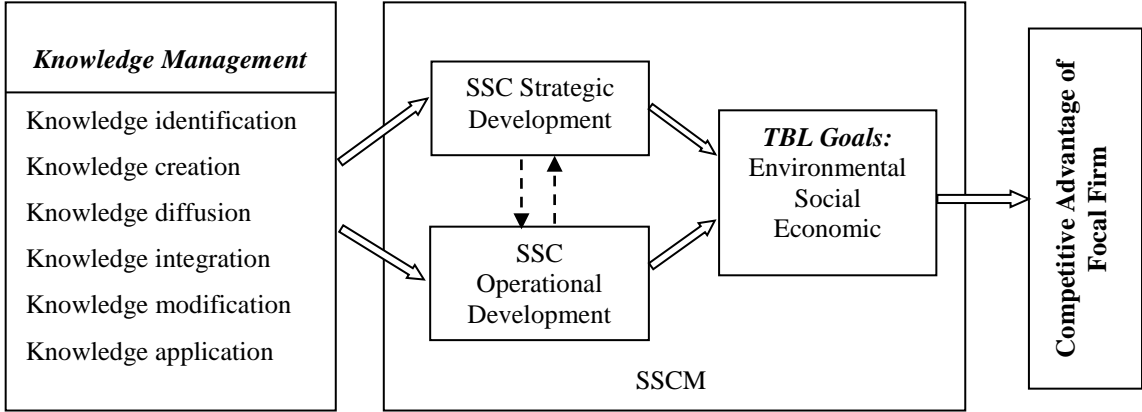 Knowledge Management
Knowledge identification
Knowledge creation
Knowledge diffusion
Knowledge integration
Knowledge modification
Knowledge application
SSC Strategic
Development
SSC
Operational
Development
TBL Goals:
Environmental
Social
Economic
SSCM
Competitive Advantage of
Focal Firm